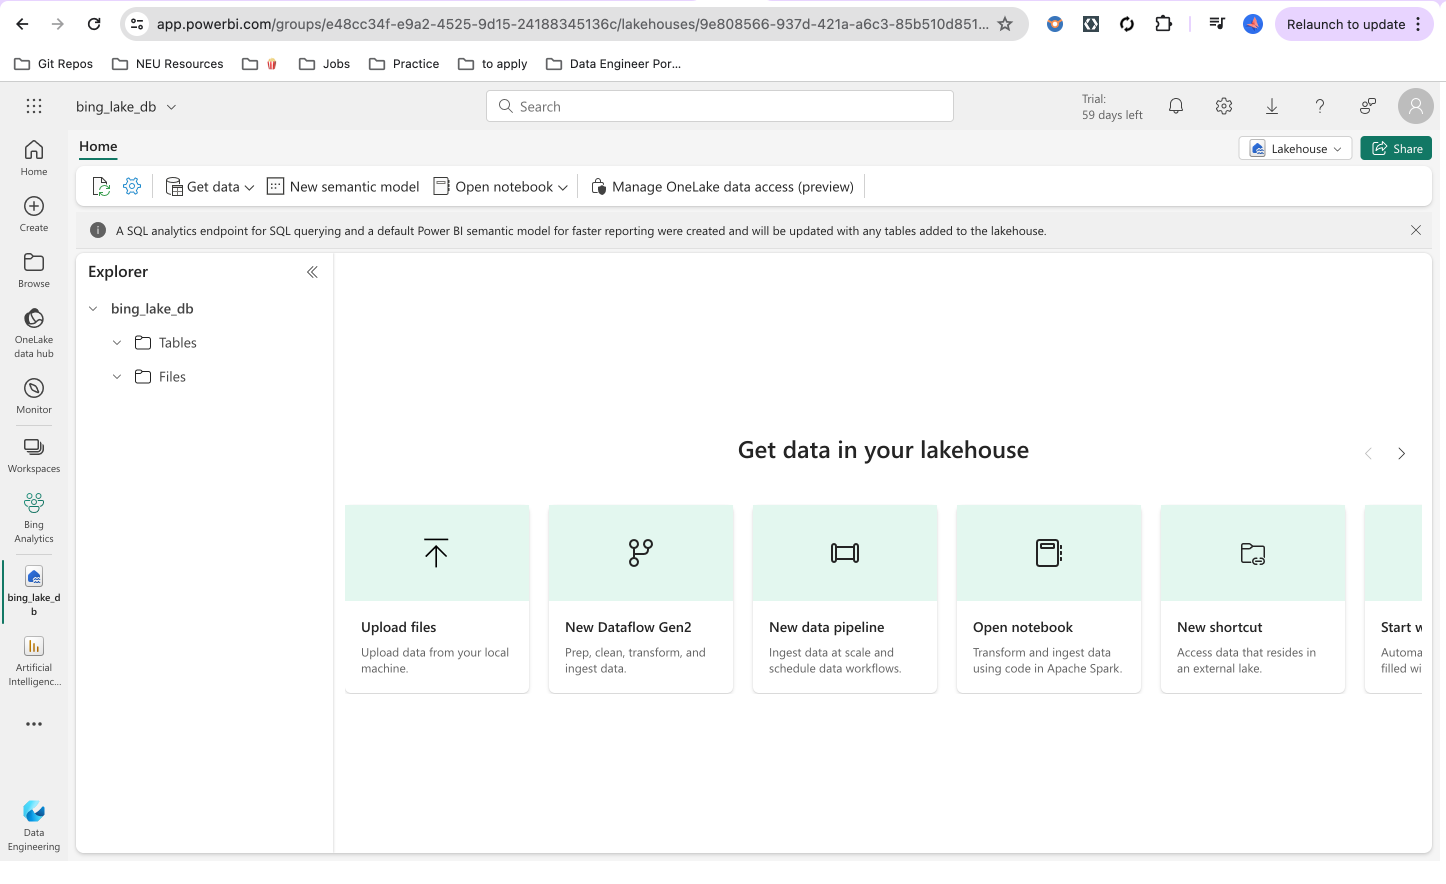 app.powerbi.com/groups/e48cc34f-e9a2-4525-9d15-24188345136c/lakehouses/9e808566-937d-421a-a6c3-85b510d851...
Relaunch to update
Git Repos
NEU Resources
Jobs
Practice
to apply
Data Engineer Por...
bing_lake_db
Search
Trial:
59 days left
Home
Lakehouse
Share
Get data
New semantic model
Open notebook
Manage OneLake data access (preview)
A SQL analytics endpoint for SQL querying and a default Power BI semantic model for faster reporting were created and will be updated with any tables added to the lakehouse.
Home
Create
Browse
OneLake
data hub
Monitor
Workspaces
Bing
Analytics
bing_lake_d
b
Artificial
Intelligenc...
Data
Engineering
Explorer
bing_lake_db
Tables
Files
Get data in your lakehouse
Upload files
Upload data from your local
machine.
New Dataflow Gen2
Prep, clean, transform, and
ingest data.
New data pipeline
Ingest data at scale and
schedule data workflows.
Open notebook
Transform and ingest data
using code in Apache Spark.
New shortcut
Access data that resides in
an external lake.
Start w
Automa
filled wi